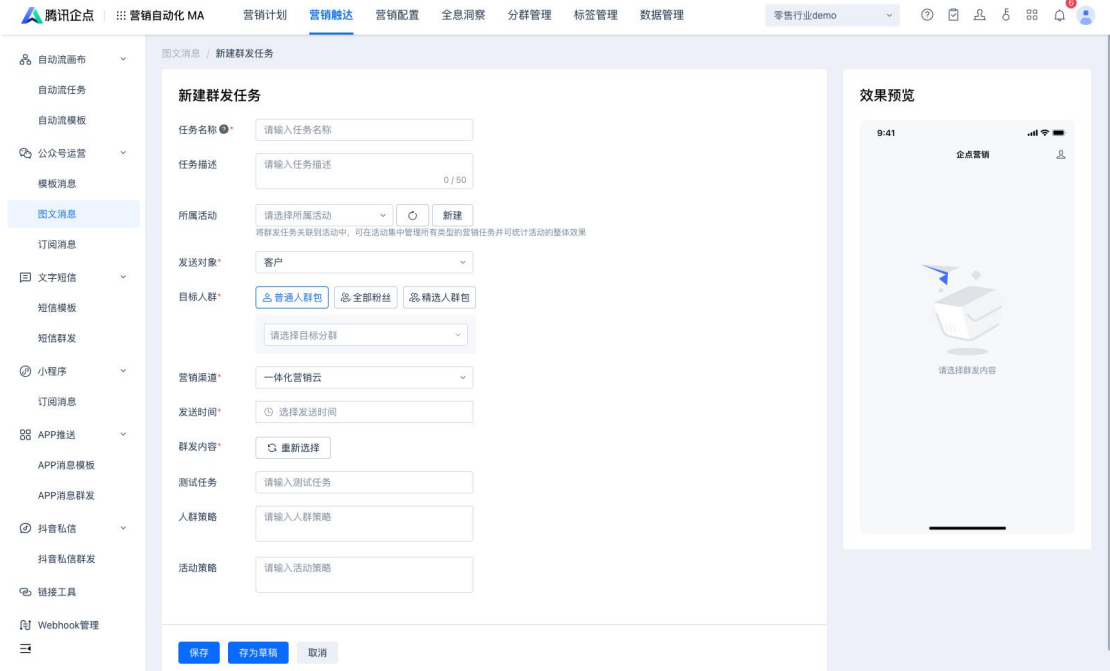 腾讯企点
营销自动化 MA
营销计划
营销触达
营销配置
全息洞察
分群管理
标签管理
数据管理
零售行业demo
6
自动流画布
自动流任务
自动流模板
公众号运营
模板消息
图文消息
订阅消息
文字短信
短信模板
短信群发
小程序
订阅消息
APP推送
APP消息模板
APP消息群发
抖音私信
抖音私信群发
链接工具
Webhook管理
图文消息 / 新建群发任务
新建群发任务
任务名称*
请输入任务名称
任务描述
请输入任务描述
0 / 50
所属活动
请选择所属活动
新建
将群发任务关联到活动中，可在活动集中管理所有类型的营销任务并可统计活动的整体效果
发送对象*
客户
目标人群*
普通人群包
全部粉丝
精选人群包
请选择目标分群
营销渠道*
一体化营销云
发送时间*
选择发送时间
群发内容*
重新选择
测试任务
请输入测试任务
人群策略
请输入人群策略
活动策略
请输入活动策略
保存
存为草稿
取消
效果预览
9:41
企点营销
请选择群发内容